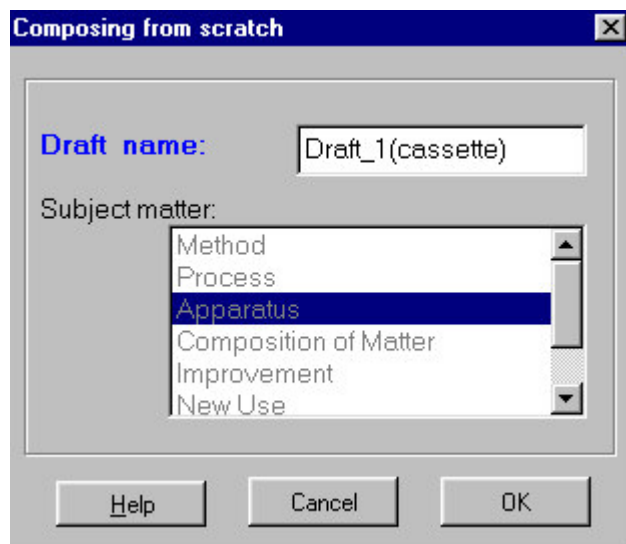 Composing from scratch
Draft name:
Draft_1(cassette)
Subject matter:
Method
Process
Apparatus
Composition of Matter
Improvement
New Use
Help
Cancel
OK